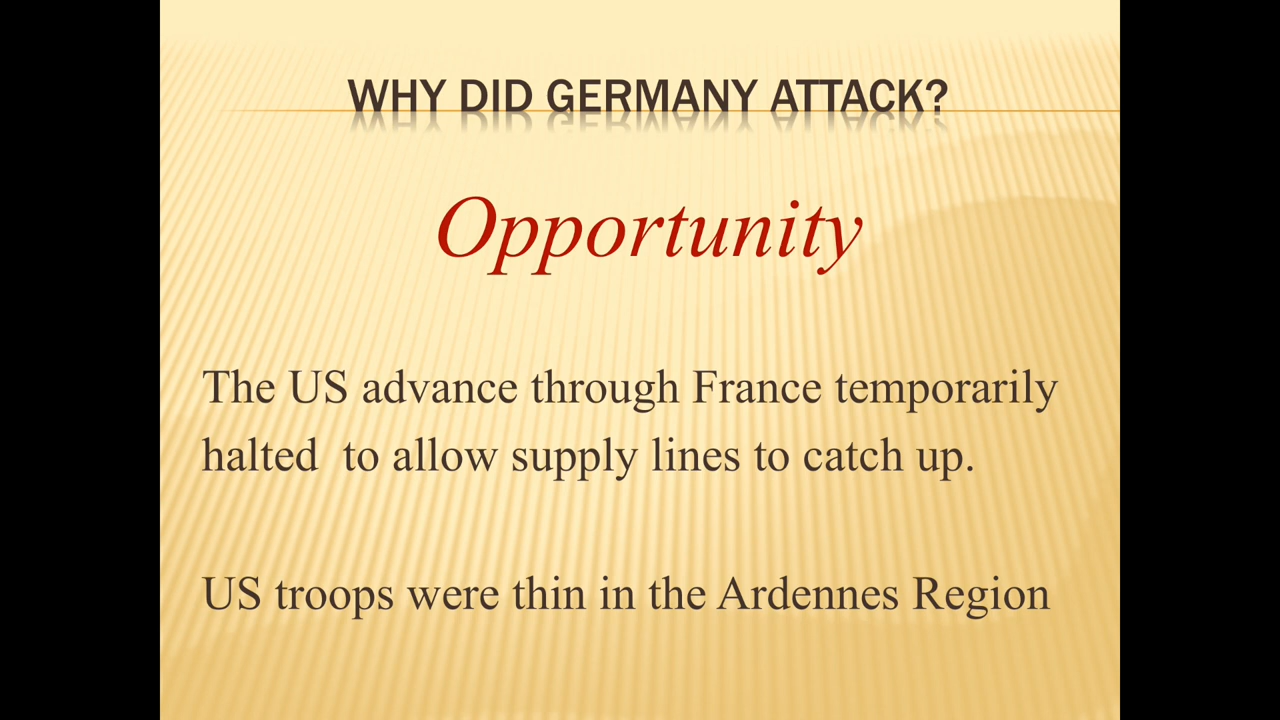 WHY DID GERMANY ATTACK?
Opportunity
The US advance through France temporarily
halted  to allow supply lines to catch up.
US troops were thin in the Ardennes Region